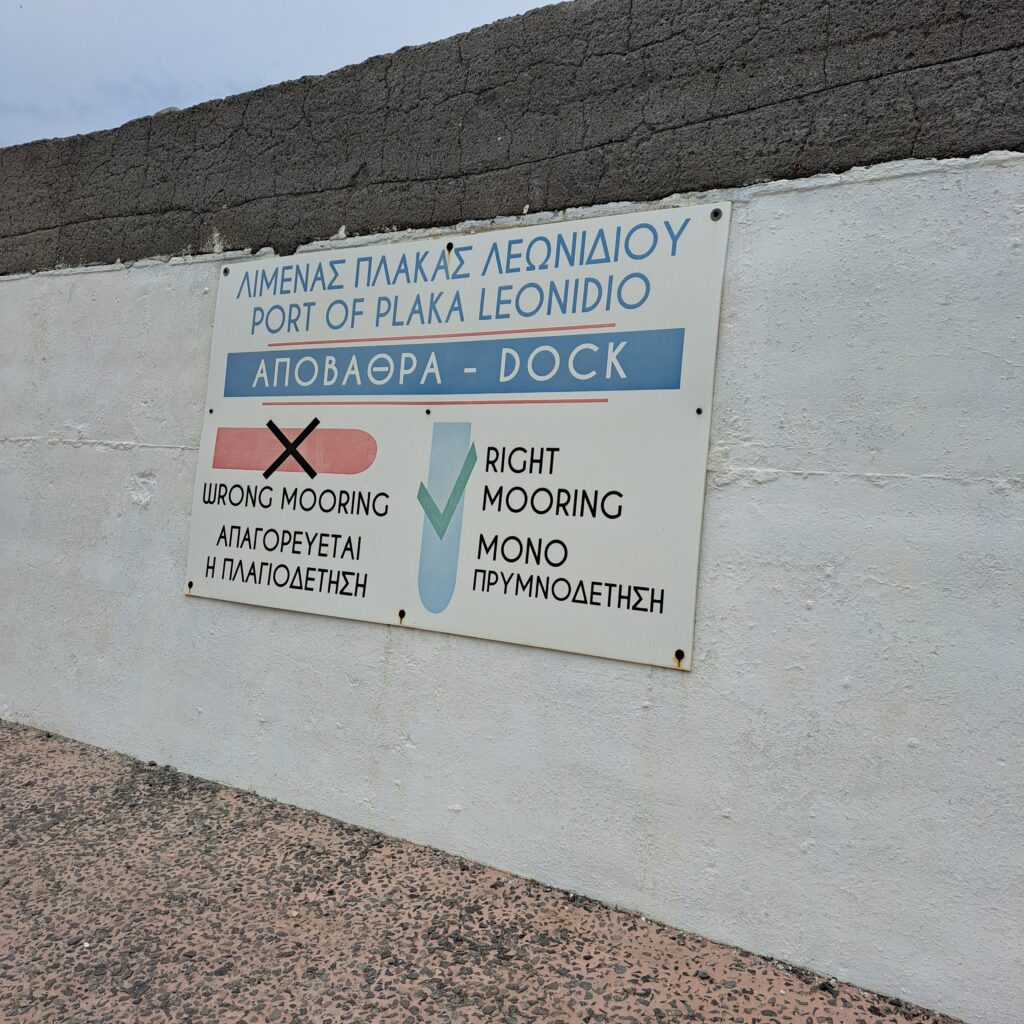 ΛΙΜΕΝΑΣ ΠΛΑΚΑΣ ΛΕΩΝΙΔΙΟΥ
PORT OF PLAKA LEONIDIO
ΑΠΟΒΑΘΡΑ - DOCK
WRONG MOORING
ΑΠΑΓΟΡΕΥΕΤΑΙ
Η ΠΛΑΓΙΟΔΕΤΗΣΗ
RIGHT
MOORING
ΜΟΝΟ
ΠΡΥΜΝΟΔΕΤΗΣΗ